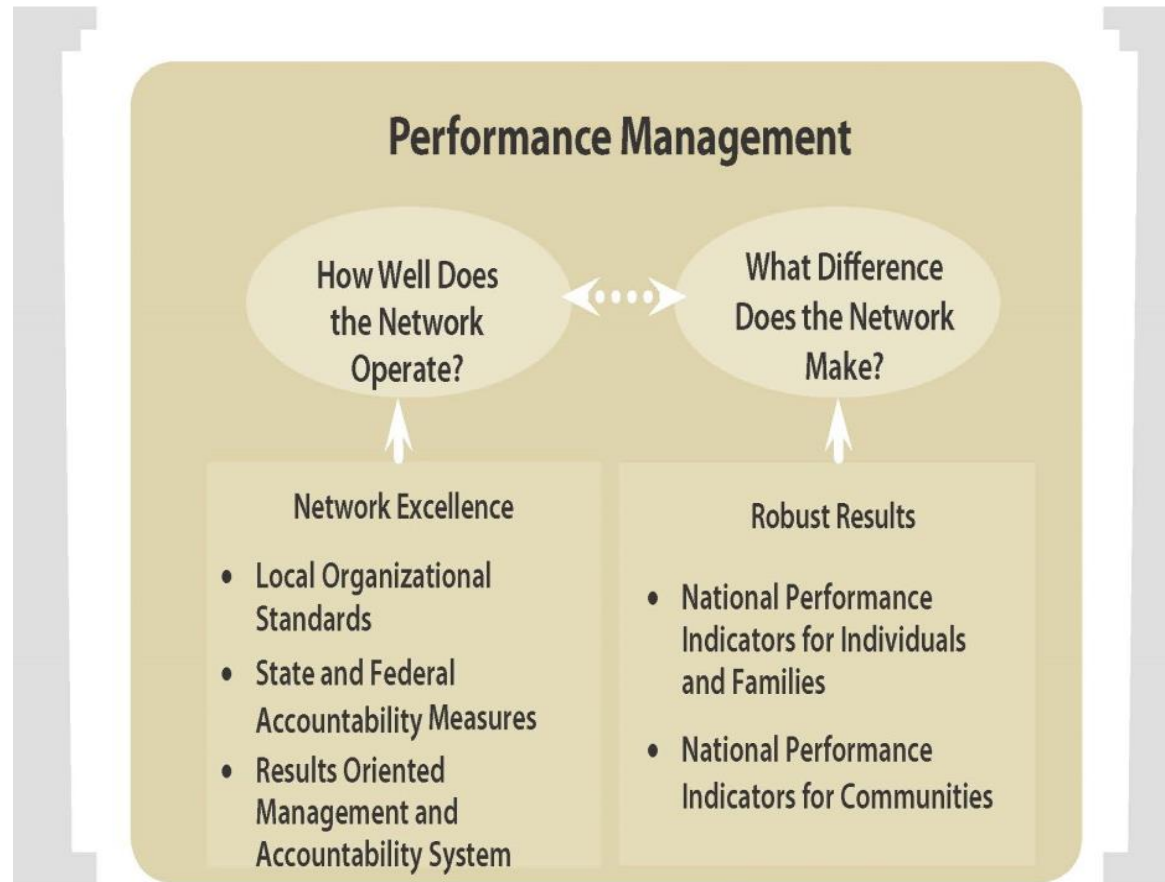 Performance Management
How Well Does
the Network
Operate?
What Difference
Does the Network
Make?
Network Excellence
• Local Organizational
Standards
• State and Federal
Accountability Measures
• Results Oriented
Management and
Accountability System
Robust Results
• National Performance
Indicators for Individuals
and Families
• National Performance
Indicators for Communities